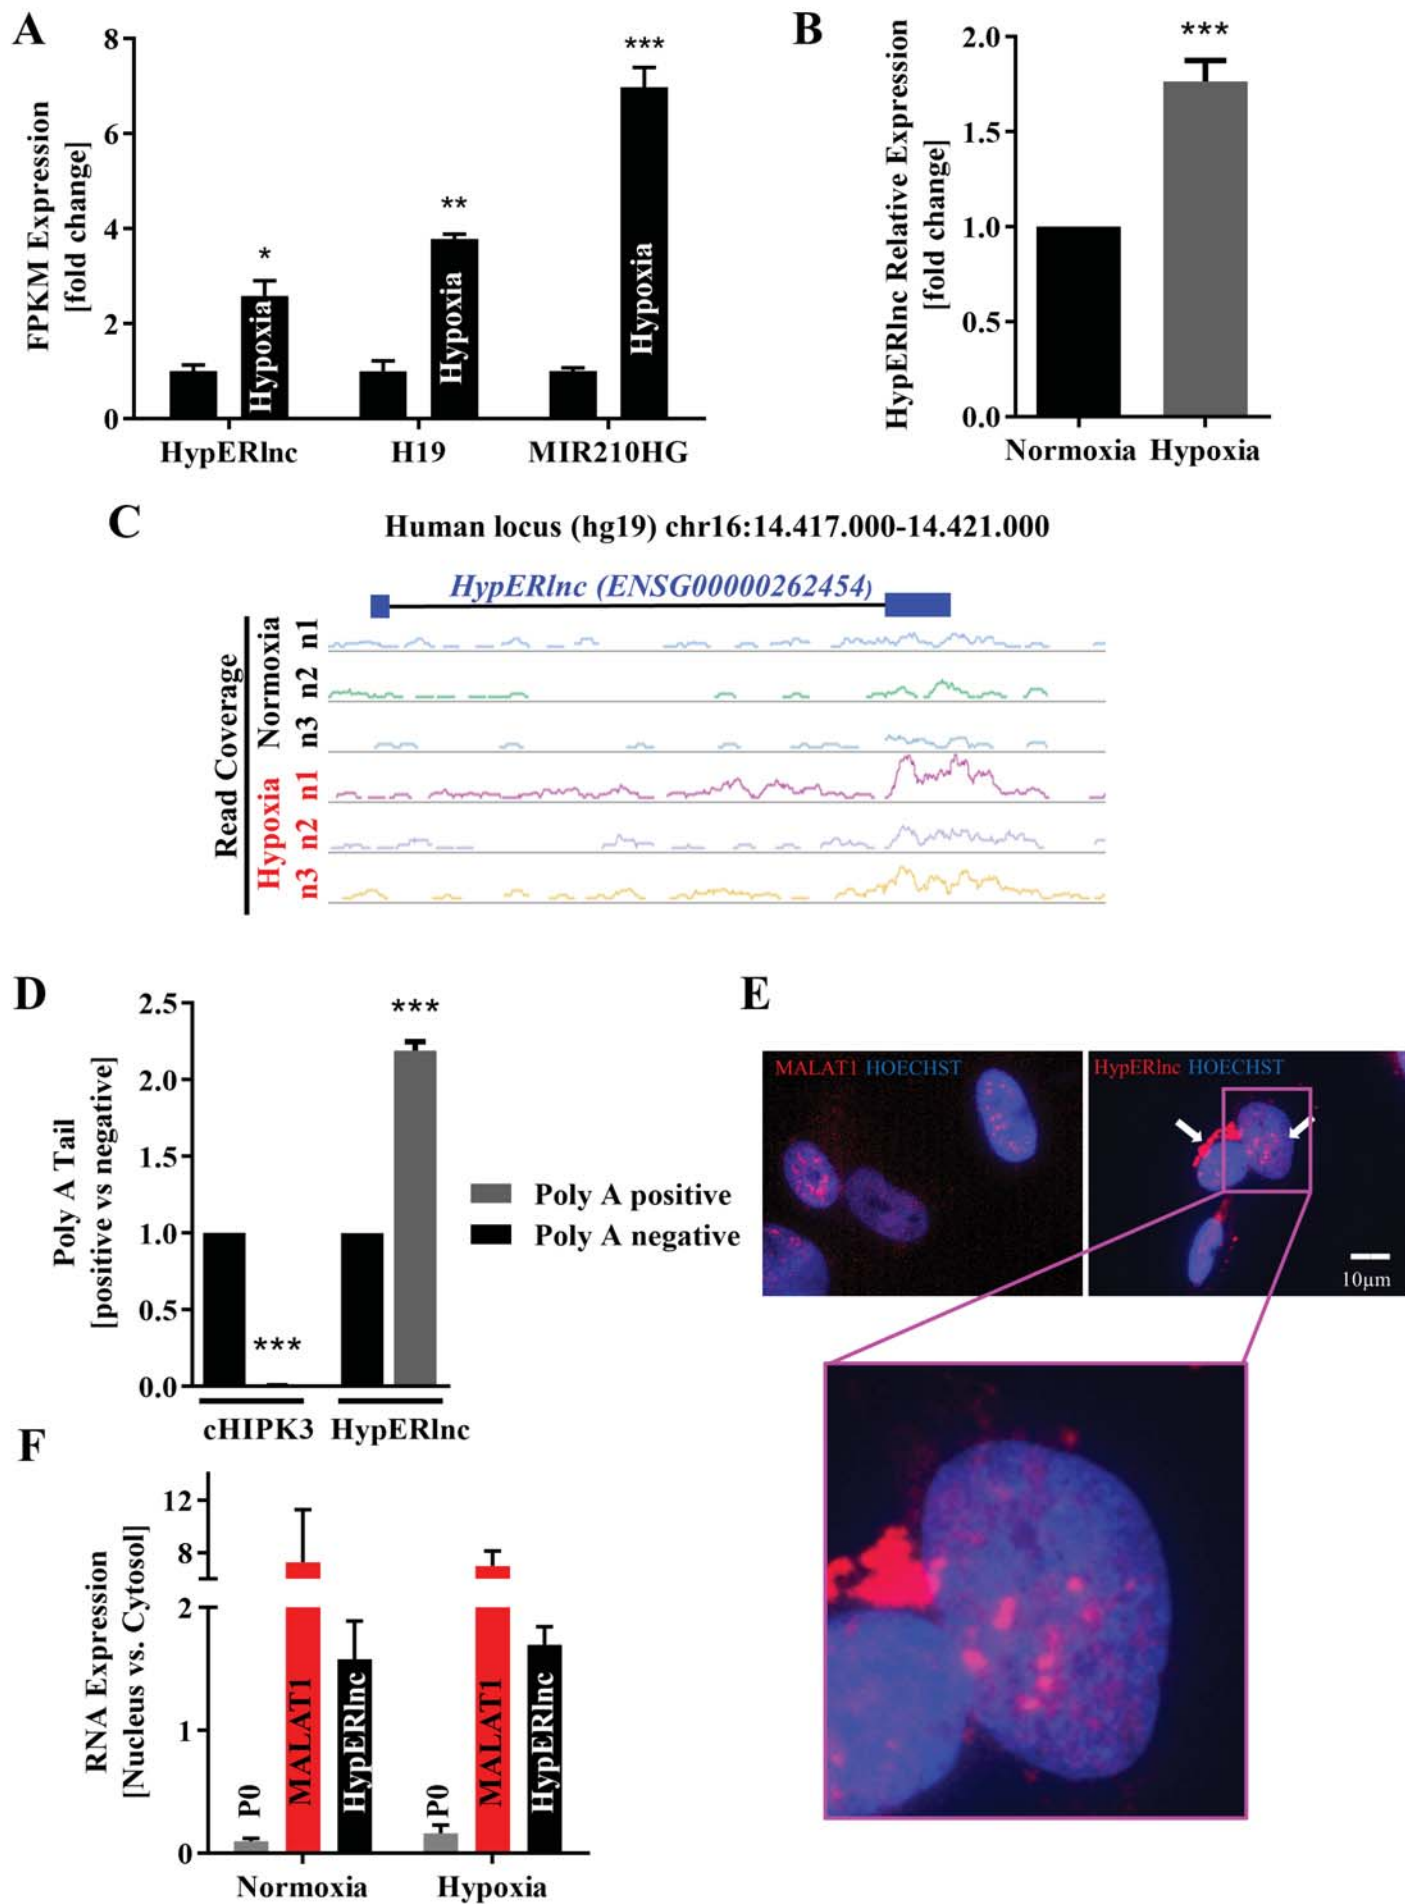 A
FPKM Expression
[fold change]
8
6
4
2
0
*
**
***
Hypoxia
Hypoxia
Hypoxia
HypERlnc
H19
MIR210HG
B
HypERlnc Relative Expression
[fold change]
2.0
1.5
1.0
0.5
0.0
***
Normoxia
Hypoxia
C
Human locus (hg19) chr16:14.417.000-14.421.000
HypERlnc (ENSG00000262454)
Read Coverage
Normoxia
n1
n2
n3
Hypoxia
n1
n2
n3
D
Poly A Tail
[positive vs negative]
2.5
2.0
1.5
1.0
0.5
0.0
***
***
cHIPK3
HypERlnc
Poly A positive
Poly A negative
E
MALAT1 HOECHST
HypERlnc HOECHST
10µm
F
RNA Expression
[Nucleus vs. Cytosol]
12
8
2
1
0
P0
MALAT1
HypERlnc
P0
MALAT1
HypERlnc
Normoxia
Hypoxia